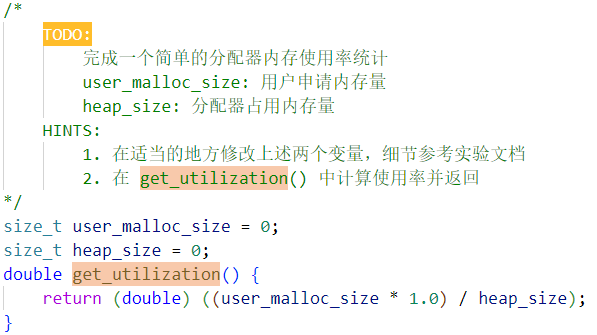 /*
TODO:
完成一个简单的分配器内存使用率统计
user_malloc_size: 用户申请内存量
heap_size: 分配器占用内存量
HINTS:
1. 在适当的地方修改上述两个变量，细节参考实验文档
2. 在 get_utilization() 中计算使用率并返回
*/
size_t user_malloc_size = 0;
size_t heap_size = 0;
double get_utilization() {
return (double) ((user_malloc_size * 1.0) / heap_size);
}